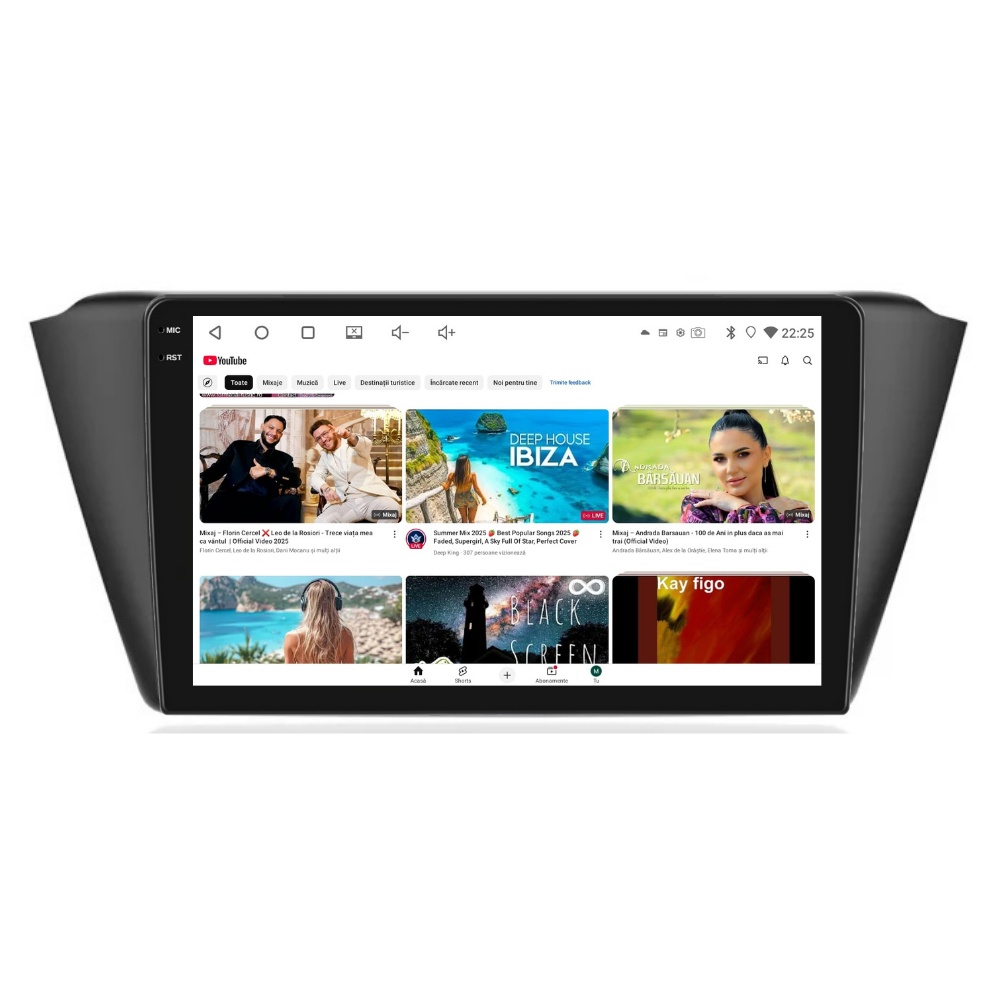 MIC
RST
22:25
YouTube
Toate
Mixaje
Muzică
Live
Destinații turistice
Încărcate recent
Noi pentru tine
Trimite feedback
Mixaj
DEEP HOUSE
IBIZA
LIVE
ANDRADA
BARSĂUAN
Mixaj
Mixaj – Florin Cercel ❌ Leo de la Rosiori - Trece viața mea
ca vântul | Official Video 2025
Florin Cercel, Leo de la Rosiori, Dani Mocanu și mulți alții
LIVE
Summer Mix 2025 🍓 Best Popular Songs 2025 🍓
Faded, Supergirl, A Sky Full Of Star, Perfect Cover
Deep King · 307 persoane vizionează
Mixaj – Andrada Barsauan - 100 de Ani in plus daca as mai
trai (Official Video)
Andrada Bârsăuan, Alex de la Orăștie, Elena Toma și mulți alții
BLACK
SCREEN
Kay figo
Acasă
Shorts
Abonamente
M
Tu